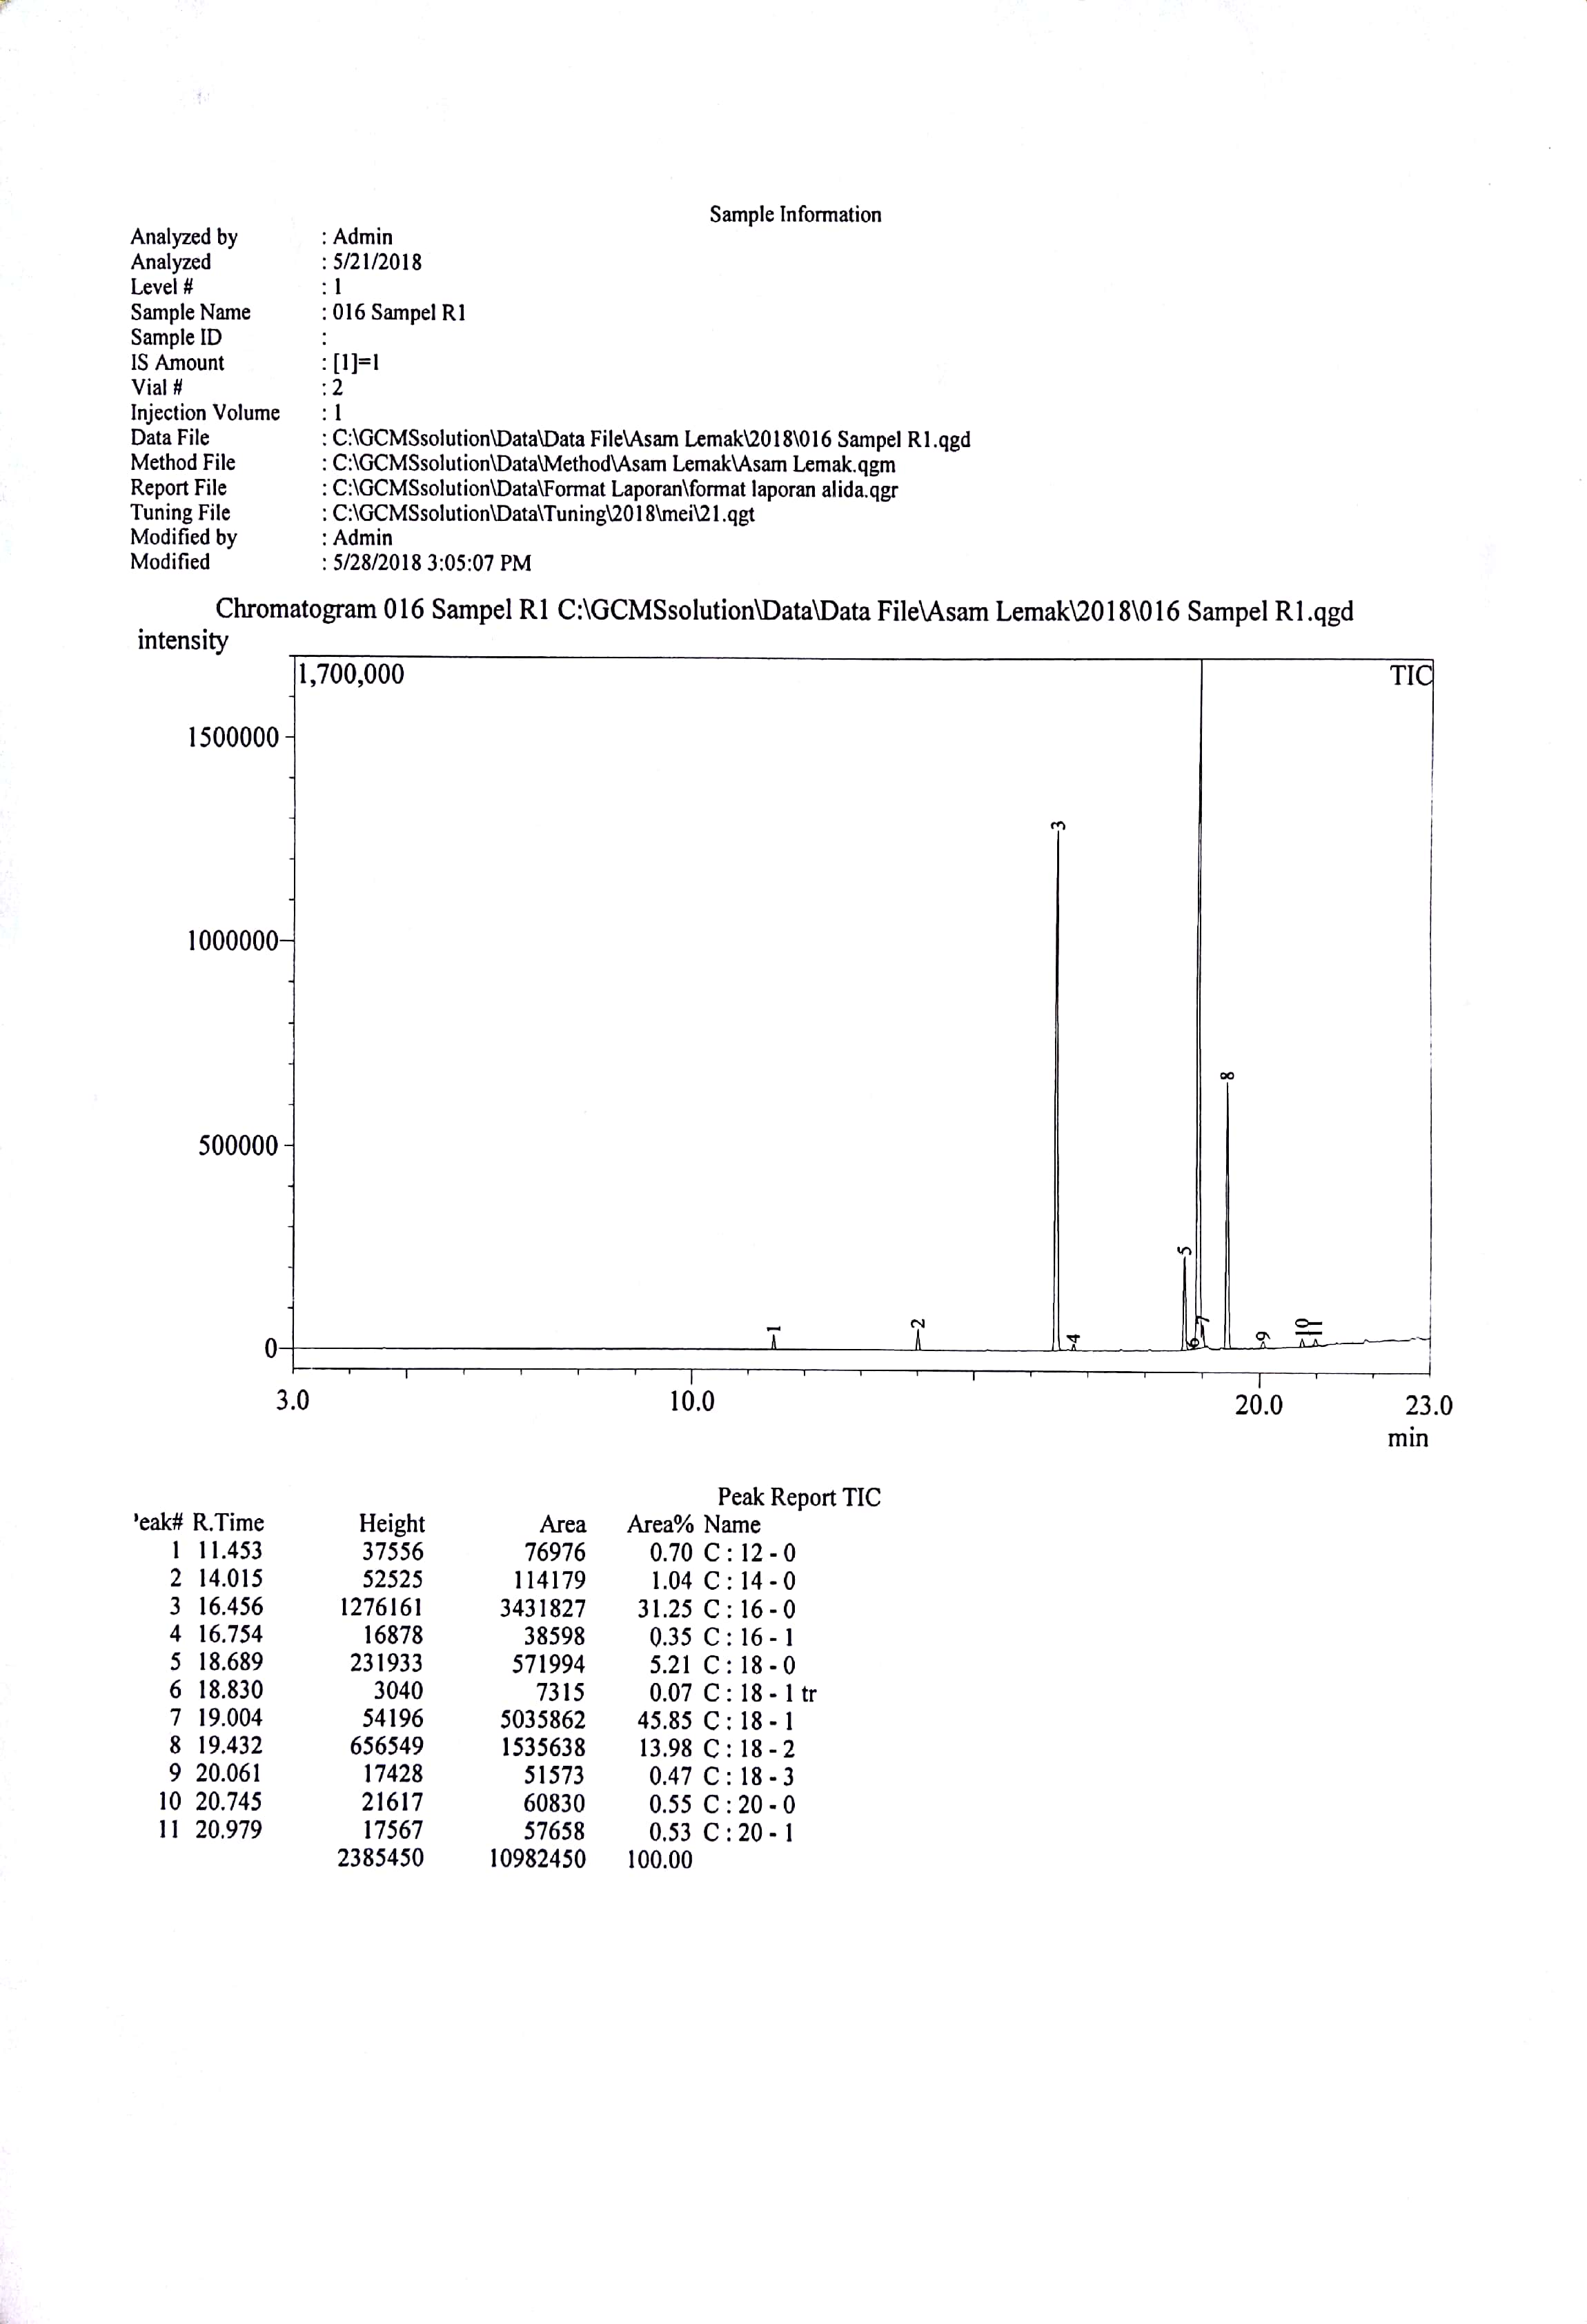 Sample Information
Analyzed by : Admin
Analyzed : 5/21/2018
Level # : 1
Sample Name : 016 Sampel R1
Sample ID :
IS Amount : [1]=1
Vial # : 2
Injection Volume : 1
Data File : C:\GCMSsolution\Data\Data File\Asam Lemak\2018\016 Sampel R1.qgd
Method File : C:\GCMSsolution\Data\Method\Asam Lemak\Asam Lemak.qgm
Report File : C:\GCMSsolution\Data\Format Laporan\format laporan alida.qgr
Tuning File : C:\GCMSsolution\Data\Tuning\2018\mei\21.qgt
Modified by : Admin
Modified : 5/28/2018 3:05:07 PM
Chromatogram 016 Sampel R1 C:\GCMSsolution\Data\Data File\Asam Lemak\2018\016 Sampel R1.qgd
intensity
1,700,000 TIC
1500000
1000000
500000
0
1 2 3 4 5 6 7 8 9 10 11
3.0 10.0 20.0 23.0
min
Peak Report TIC
'eak# R.Time Height Area Area% Name
1 11.453 37556 76976 0.70 C : 12 - 0
2 14.015 52525 114179 1.04 C : 14 - 0
3 16.456 1276161 3431827 31.25 C : 16 - 0
4 16.754 16878 38598 0.35 C : 16 - 1
5 18.689 231933 571994 5.21 C : 18 - 0
6 18.830 3040 7315 0.07 C : 18 - 1 tr
7 19.004 54196 5035862 45.85 C : 18 - 1
8 19.432 656549 1535638 13.98 C : 18 - 2
9 20.061 17428 51573 0.47 C : 18 - 3
10 20.745 21617 60830 0.55 C : 20 - 0
11 20.979 17567 57658 0.53 C : 20 - 1
2385450 10982450 100.00